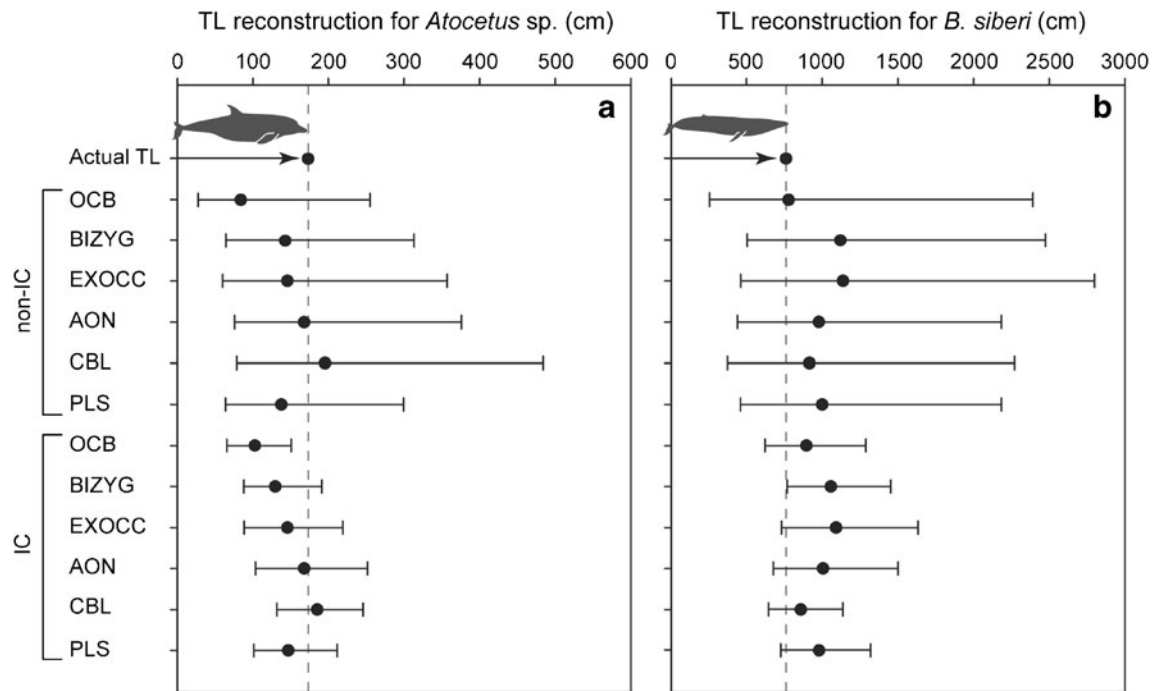 TL reconstruction for Atocetus sp. (cm)
TL reconstruction for B. siberi (cm)
0 100 200 300 400 500 600
0 500 1000 1500 2000 2500 3000
a
b
Actual TL
non-IC
OCB
BIZYG
EXOCC
AON
CBL
PLS
IC
OCB
BIZYG
EXOCC
AON
CBL
PLS